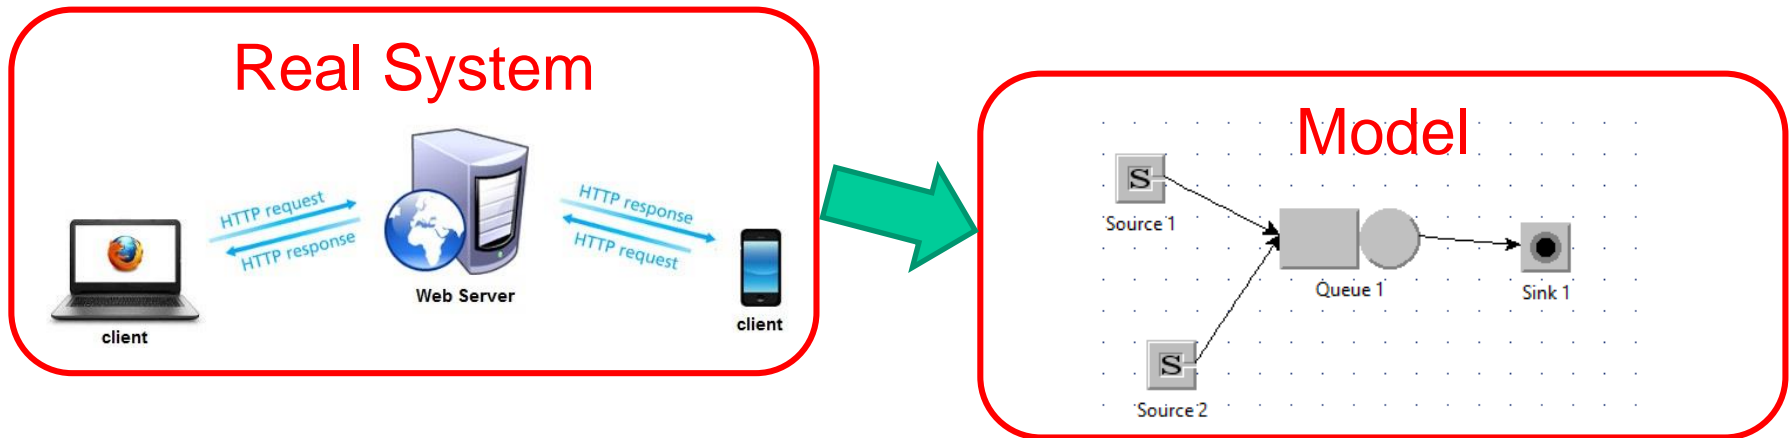 Real System
HTTP request
HTTP response
client
Web Server
HTTP response
HTTP request
client
Model
S
Source 1
Queue 1
Sink 1
S
Source 2